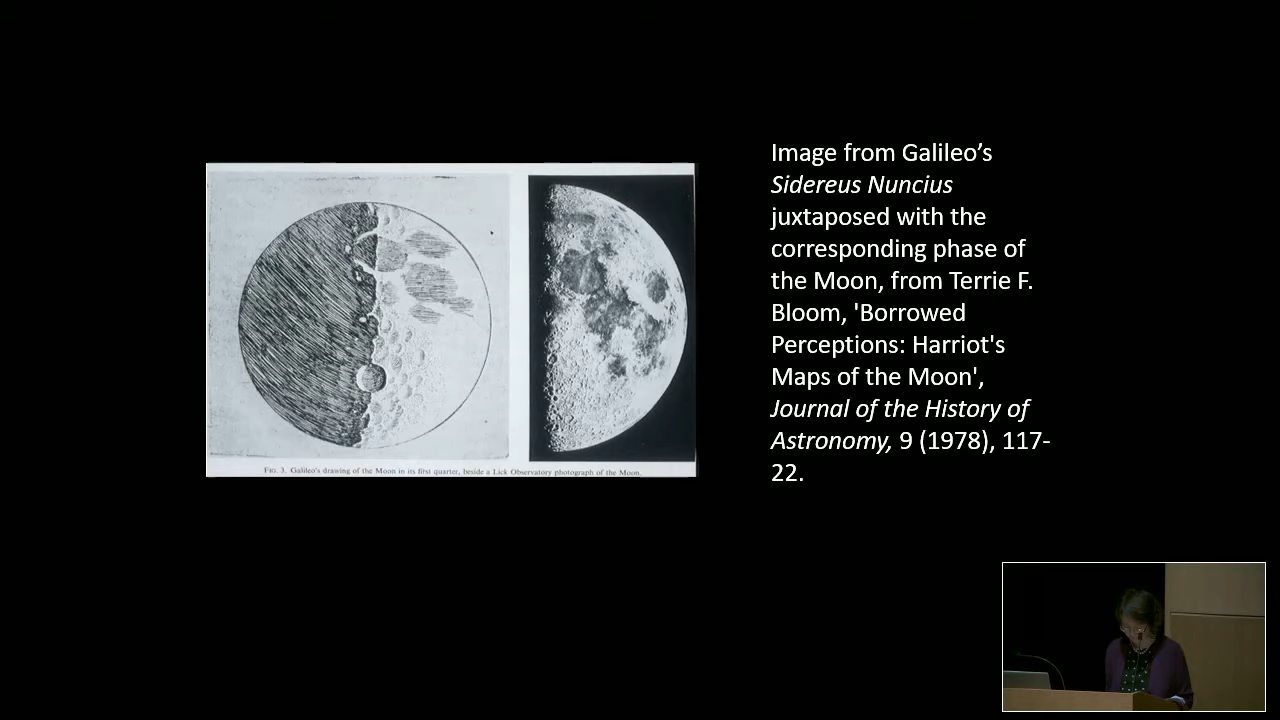 Image from Galileo’s
Sidereus Nuncius
juxtaposed with the
corresponding phase of
the Moon, from Terrie F.
Bloom, 'Borrowed
Perceptions: Harriot's
Maps of the Moon',
Journal of the History of
Astronomy, 9 (1978), 117-
22.
FIG. 3. Galileo's drawing of the Moon in its first quarter, beside a Lick Observatory photograph of the Moon.